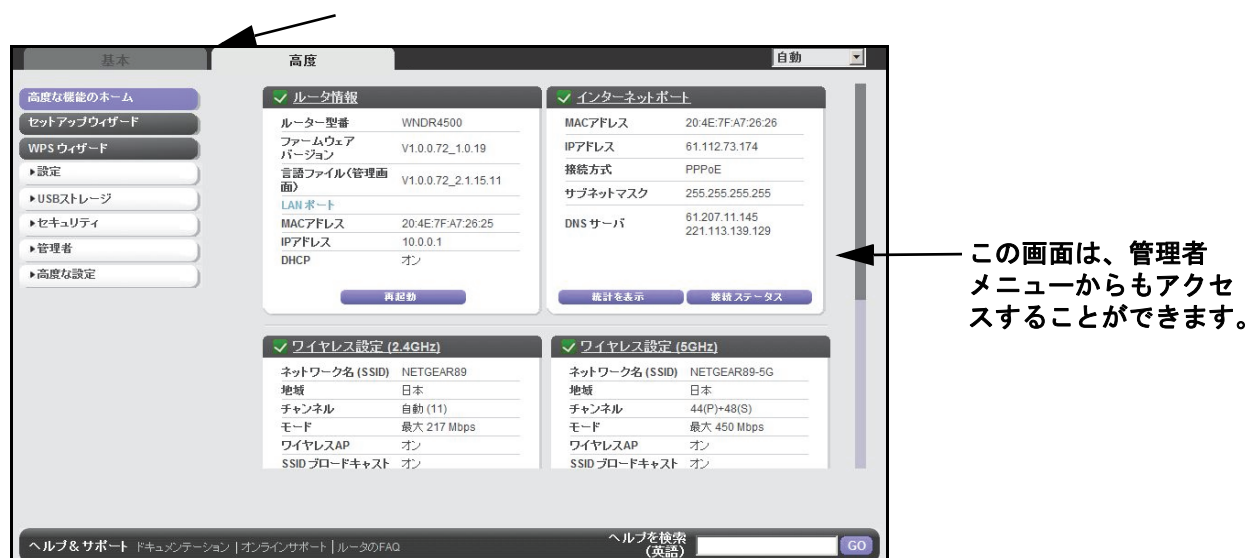 基本
高度
自動
高度な機能のホーム
セットアップウィザード
WPS ウィザード
▶設定
▶USBストレージ
▶セキュリティ
▶管理者
▶高度な設定
ルータ情報
ルーター型番 WNDR4500
ファームウェア
バージョン V1.0.0.72_1.0.19
言語ファイル(管理画
面) V1.0.0.72_2.1.15.11
LAN ポート
MACアドレス 20:4E:7F:A7:26:25
IPアドレス 10.0.0.1
DHCP オン
再起動
インターネットポート
MACアドレス 20:4E:7F:A7:26:26
IPアドレス 61.112.73.174
接続方式 PPPoE
サブネットマスク 255.255.255.255
DNS サーバ 61.207.11.145
221.113.139.129
統計を表示 接続ステータス
この画面は、管理者
メニューからもアクセ
スすることができます。
ワイヤレス設定 (2.4GHz)
ネットワーク名 (SSID) NETGEAR89
地域 日本
チャンネル 自動 (11)
モード 最大 217 Mbps
ワイヤレスAP オン
SSID ブロードキャスト オン
ワイヤレス設定 (5GHz)
ネットワーク名 (SSID) NETGEAR89-5G
地域 日本
チャンネル 44(P)+48(S)
モード 最大 450 Mbps
ワイヤレスAP オン
SSID ブロードキャスト オン
ヘルプ & サポート ドキュメンテーション | オンラインサポート | ルータのFAQ
ヘルプを検索
(英語)
GO